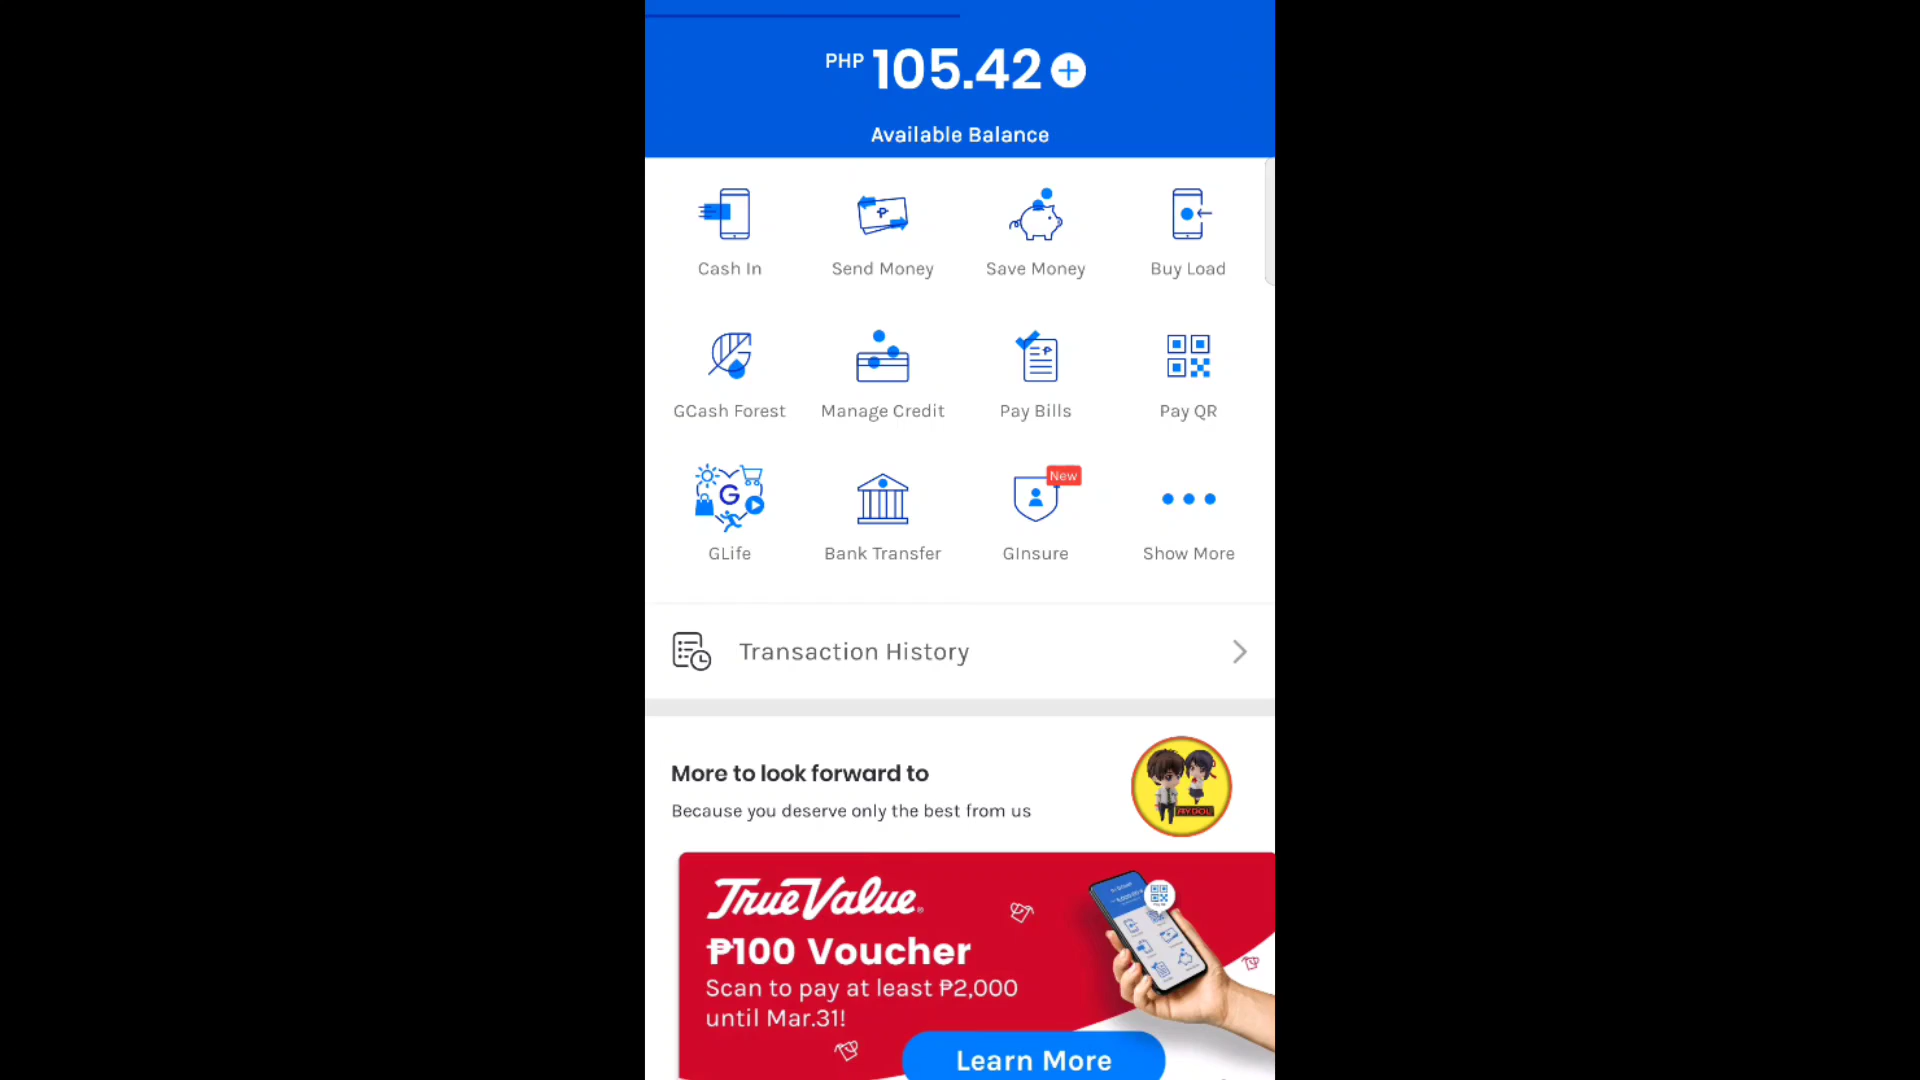 PHP 105.42
Available Balance
Cash In
Send Money
Save Money
Buy Load
GCash Forest
Manage Credit
Pay Bills
Pay QR
GLife
Bank Transfer
New
GInsure
Show More
Transaction History
More to look forward to
Because you deserve only the best from us
True Value
₱100 Voucher
Scan to pay at least ₱2,000
until Mar.31!
Learn More